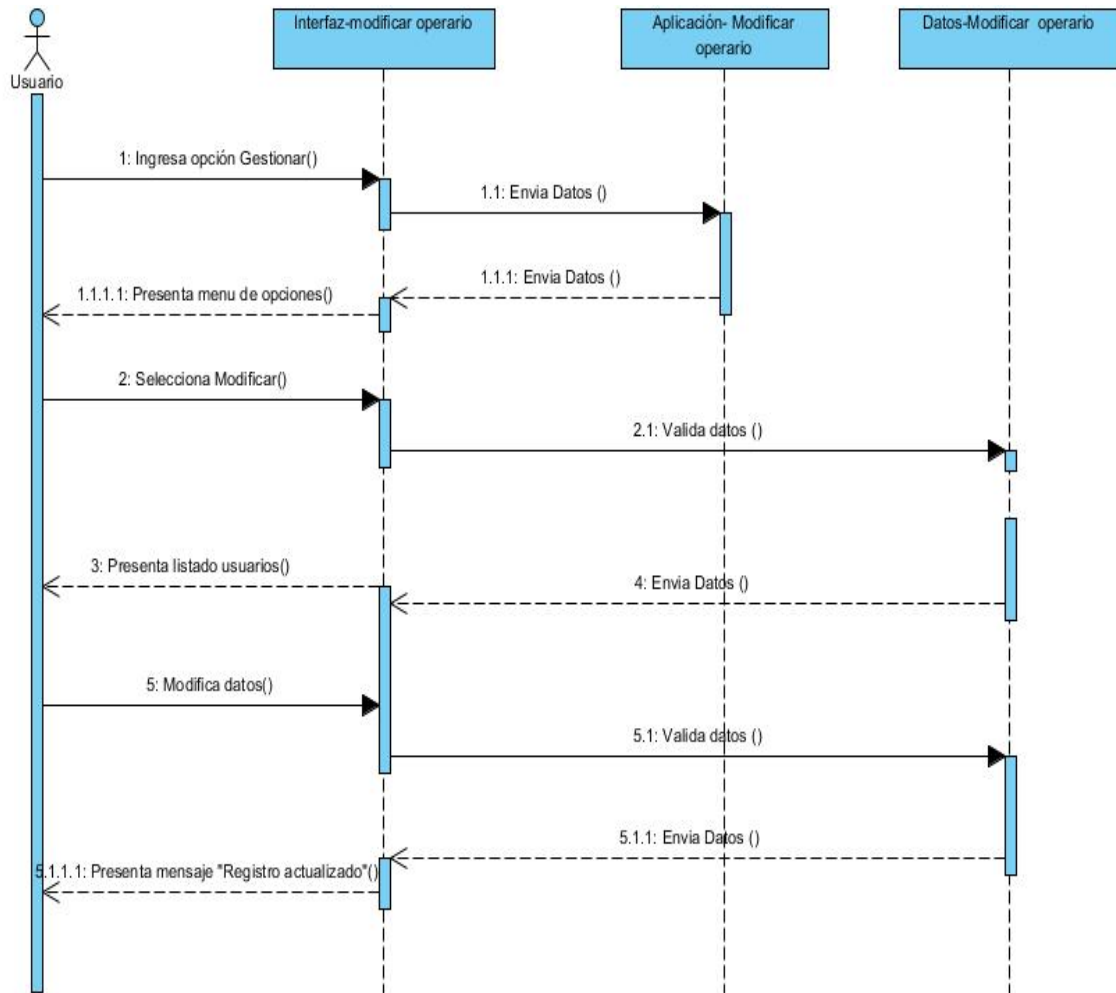 Interfaz-modificar operario
Aplicación- Modificar
operario
Datos-Modificar operario
Usuario
1: Ingresa opción Gestionar()
1.1: Envia Datos ()
1.1.1: Envia Datos ()
1.1.1.1: Presenta menu de opciones()
2: Selecciona Modificar()
2.1: Valida datos ()
3: Presenta listado usuarios()
4: Envia Datos ()
5: Modifica datos()
5.1: Valida datos ()
5.1.1: Envia Datos ()
5.1.1.1: Presenta mensaje "Registro actualizado"()